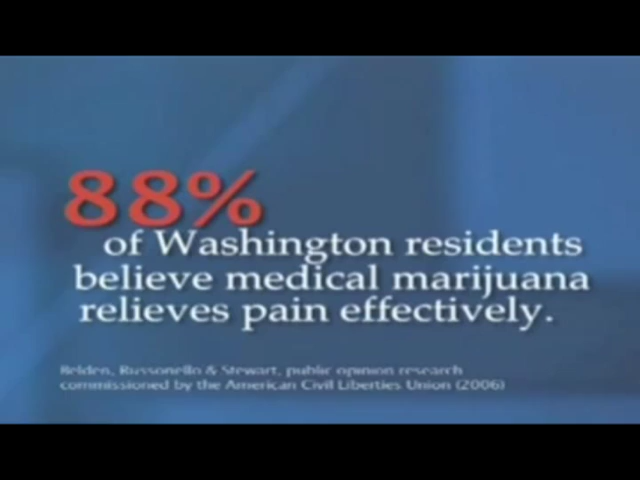 88%
of Washington residents
believe medical marijuana
relieves pain effectively.
Belden, Russonello & Stewart, public opinion research
commissioned by the American Civil Liberties Union (2006)